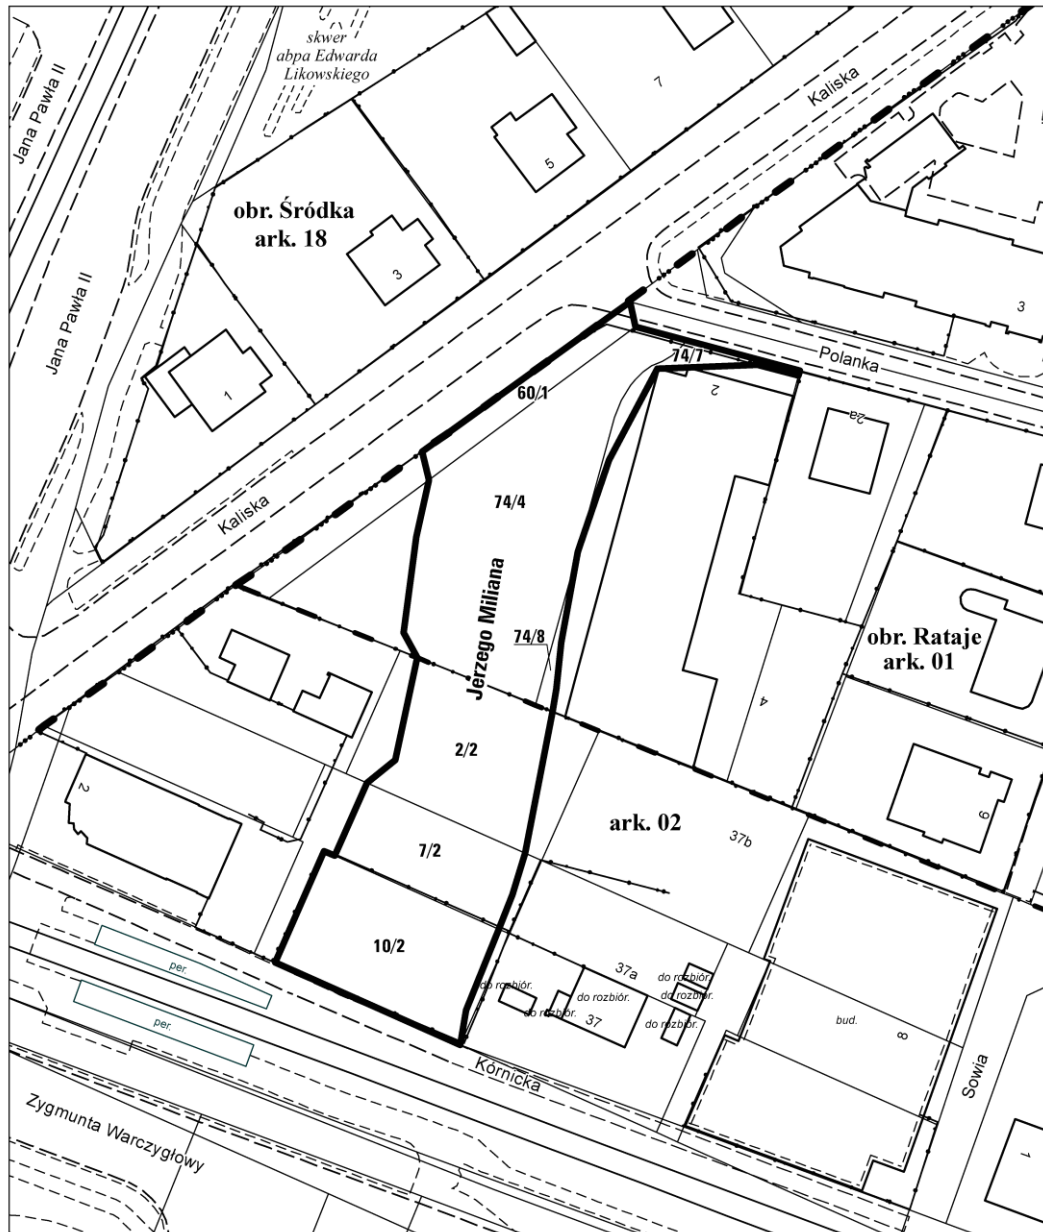 skwer
abpa Edwarda
Likowskiego
Jana Pawła II
Kaliska
7
5
obr. Śródka
ark. 18
3
3
Jana Pawła II
1
74/7
Polanka
60/1
2
2a
74/4
Kaliska
Jerzego Miliana
74/8
obr. Rataje
ark. 01
4
2/2
2
ark. 02
37b
9
7/2
10/2
per.
37a
do rozbiór.
do rozbiór.
do rozbiór.
do rozbiór.
do rozbiór.
37
do rozbiór.
bud.
8
per.
Kórnicka
Sowia
Zygmunta Warczygłowy
1